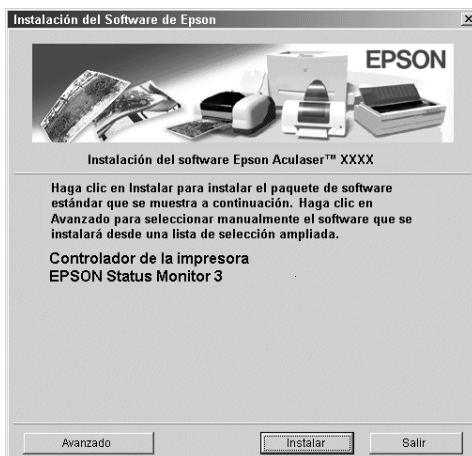 Instalación del Software de Epson
EPSON
Instalación del software Epson Aculaser™ XXXX
Haga clic en Instalar para instalar el paquete de software
estándar que se muestra a continuación. Haga clic en
Avanzado para seleccionar manualmente el software que se
instalará desde una lista de selección ampliada.
Controlador de la impresora
EPSON Status Monitor 3
Avanzado
Instalar
Salir